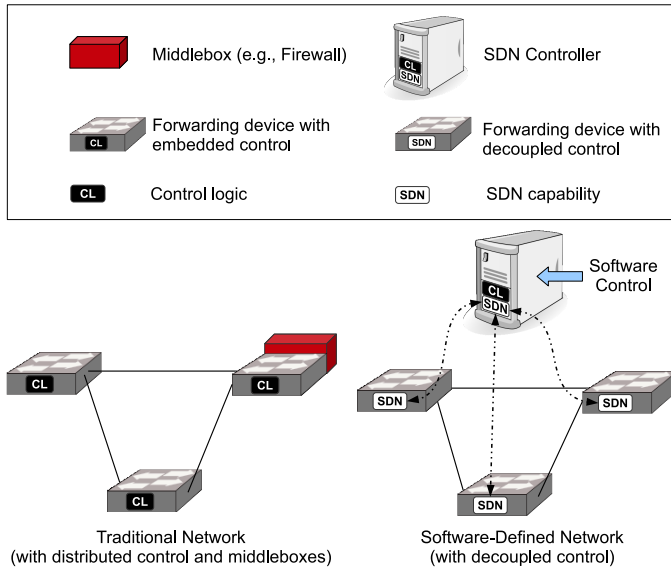 Middlebox (e.g., Firewall)
CL
SDN
SDN Controller
CL
Forwarding device with
embedded control
SDN
Forwarding device with
decoupled control
CL
Control logic
SDN
SDN capability
CL
SDN
Software
Control
CL
CL
SDN
SDN
CL
SDN
Traditional Network
(with distributed control and middleboxes)
Software-Defined Network
(with decoupled control)